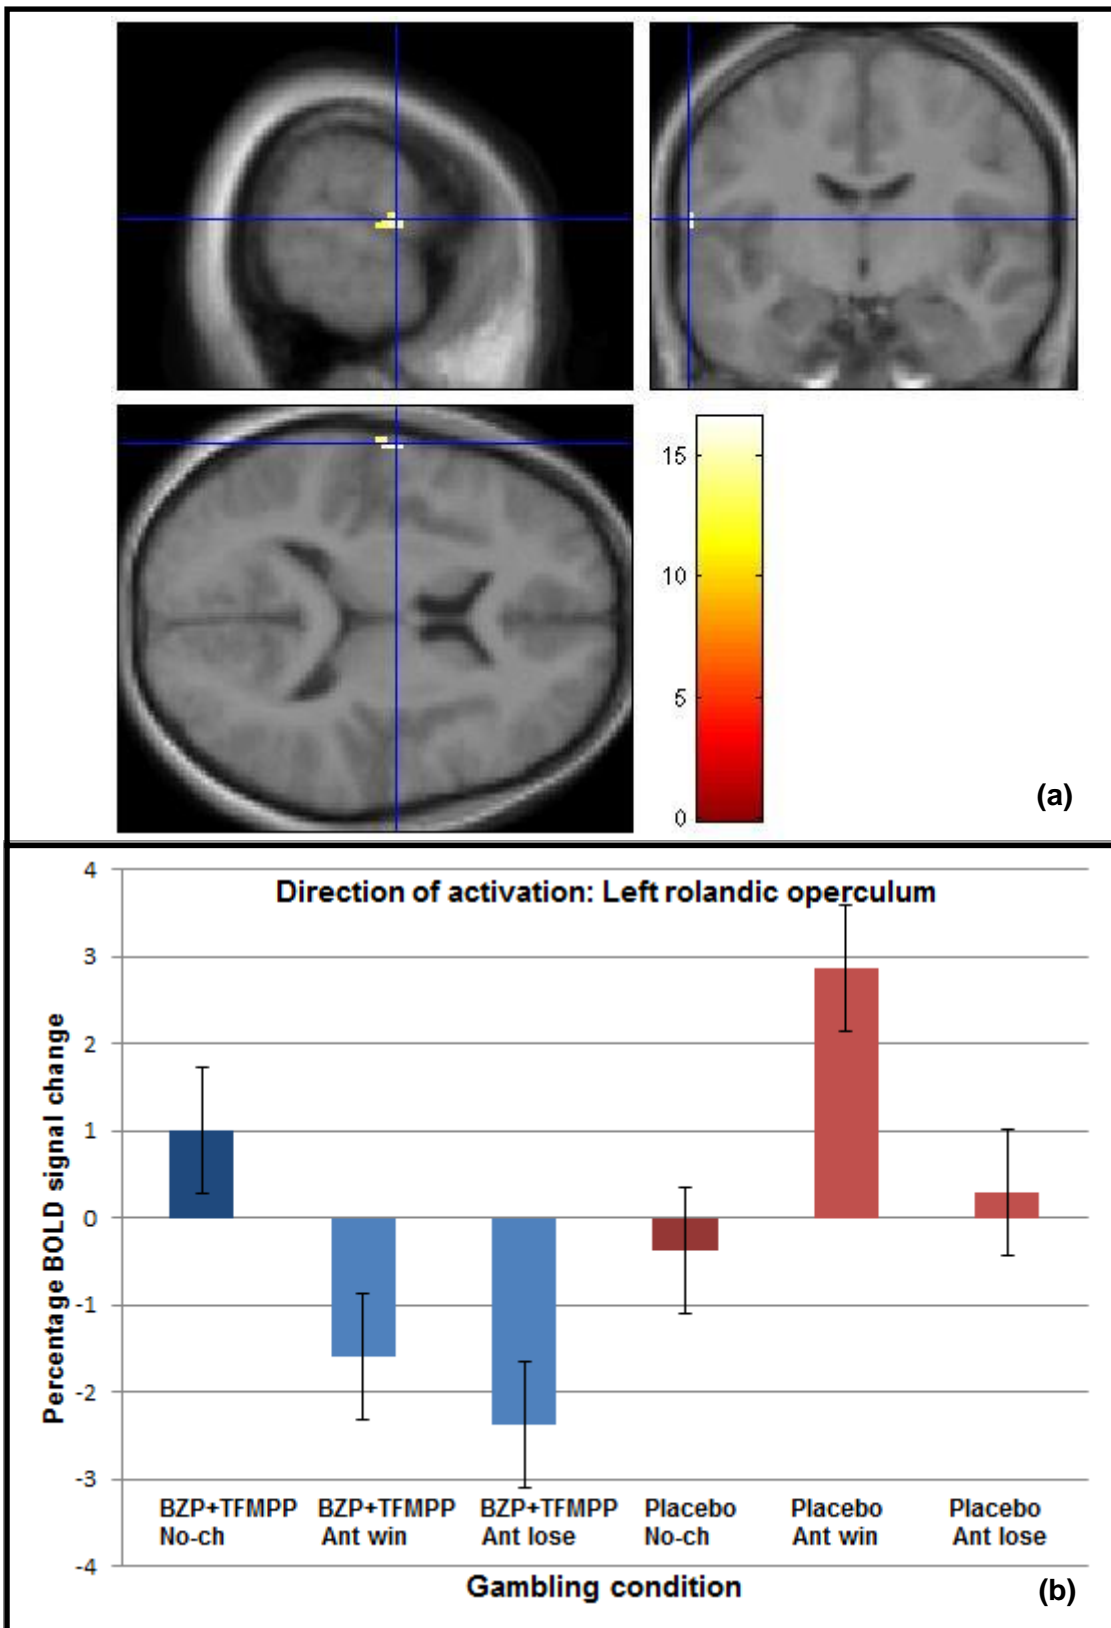 15
10
5
0
(a)
Direction of activation: Left rolandic operculum
Percentage BOLD signal change
4
3
2
1
0
-1
-2
-3
-4
BZP+TFMPP No-ch
BZP+TFMPP Ant win
BZP+TFMPP Ant lose
Placebo No-ch
Placebo Ant win
Placebo Ant lose
Gambling condition
(b)